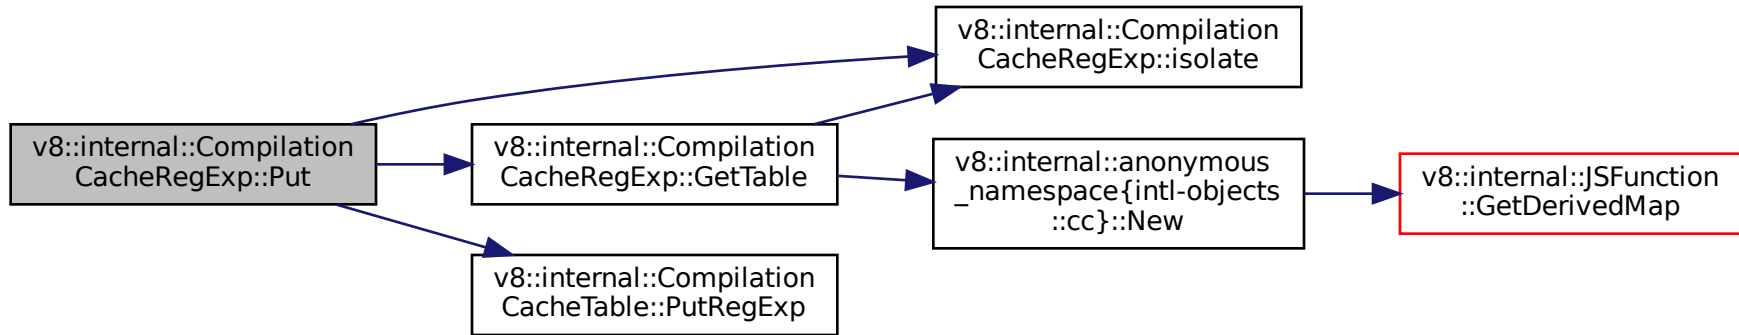 v8::internal::Compilation
CacheRegExp::Put
v8::internal::Compilation
CacheRegExp::GetTable
v8::internal::Compilation
CacheTable::PutRegExp
v8::internal::Compilation
CacheRegExp::isolate
v8::internal::anonymous
_namespace{intl-objects
::cc}::New
v8::internal::JSFunction
::GetDerivedMap